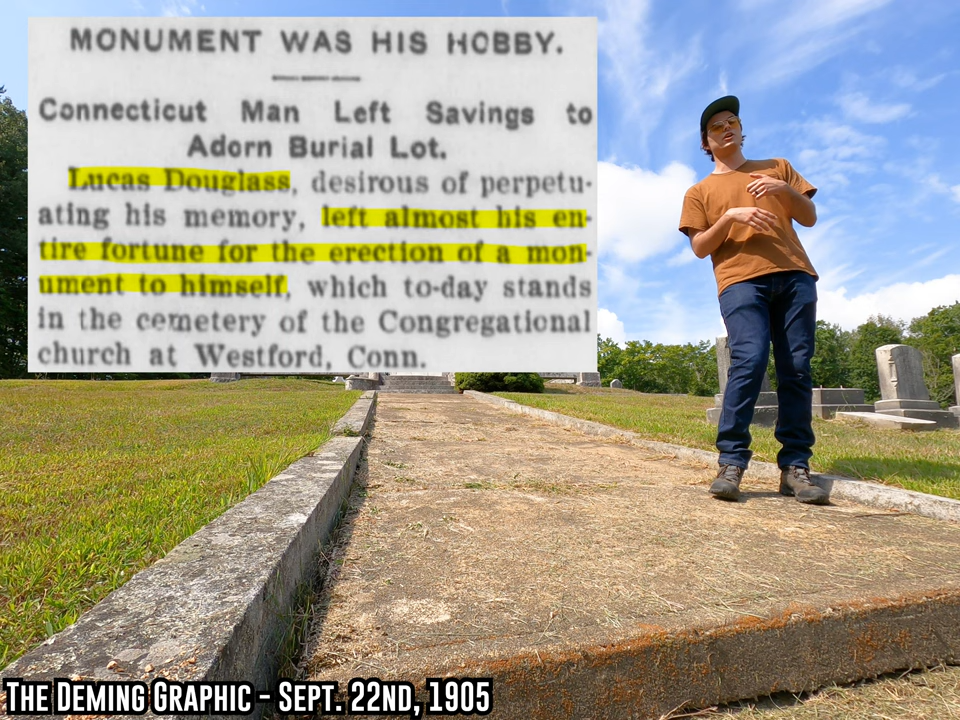 MONUMENT WAS HIS HOBBY.
Connecticut Man Left Savings to
Adorn Burial Lot.
Lucas Douglass, desirous of perpetu-
ating his memory, left almost his en-
tire fortune for the erection of a mon-
ument to himself, which to-day stands
in the cemetery of the Congregational
church at Westford, Conn.
THE DEMING GRAPHIC - SEPT. 22ND, 1905